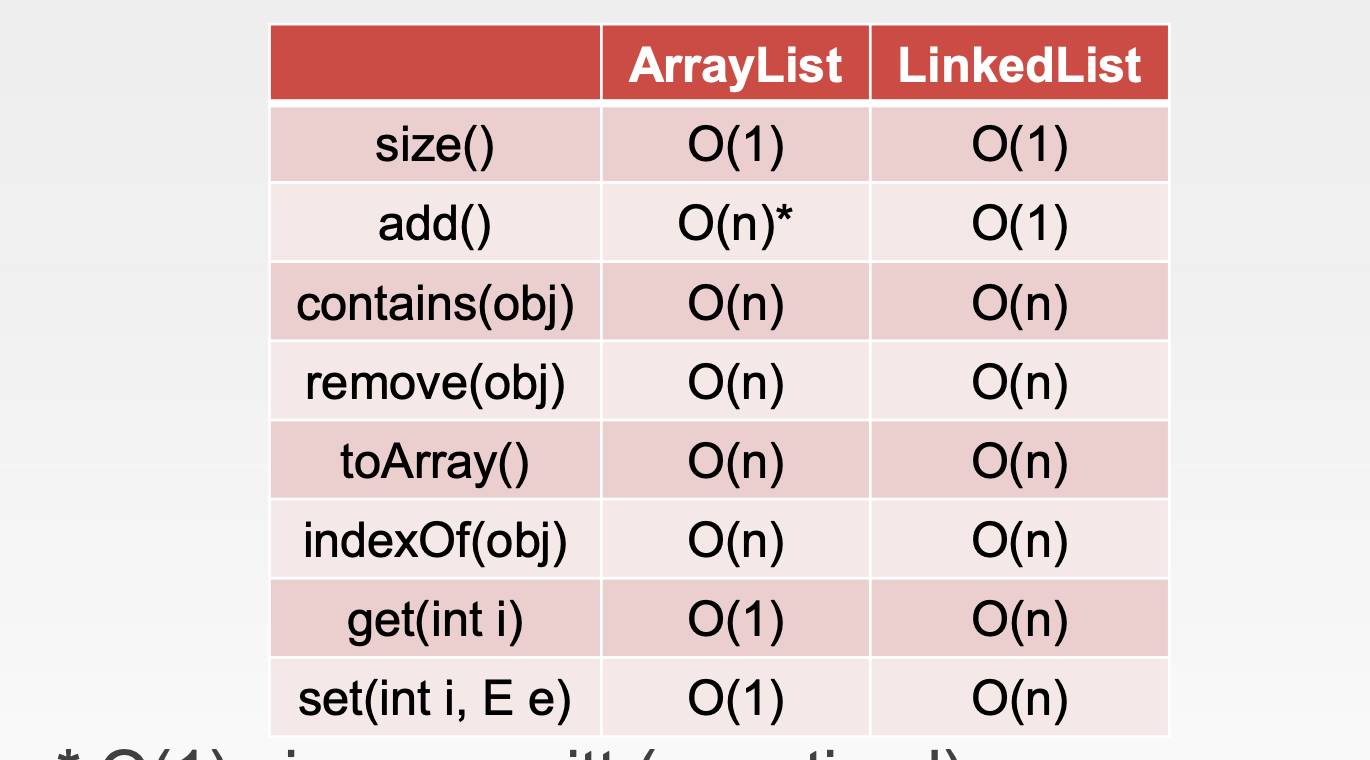 ArrayList LinkedList
size() O(1) O(1)
add() O(n)* O(1)
contains(obj) O(n) O(n)
remove(obj) O(n) O(n)
toArray() O(n) O(n)
indexOf(obj) O(n) O(n)
get(int i) O(1) O(n)
set(int i, E e) O(1) O(n)
* O(1)